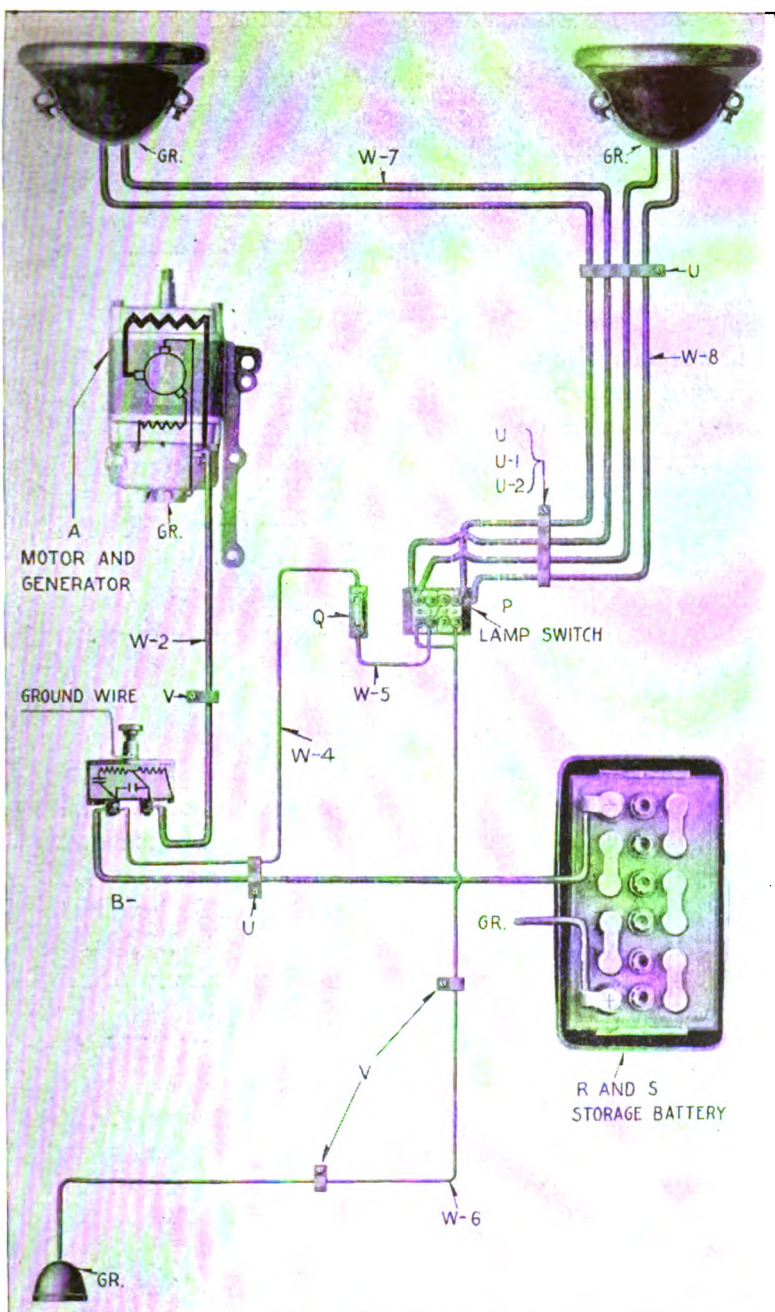 GR.
W-7
GR.
U
W-8
U
U-1
U-2
A
MOTOR AND
GENERATOR
GR.
Q
P
LAMP SWITCH
W-2
W-5
GROUND WIRE
V
W-4
B-
U
GR.
V
R AND S
STORAGE BATTERY
W-6
GR.